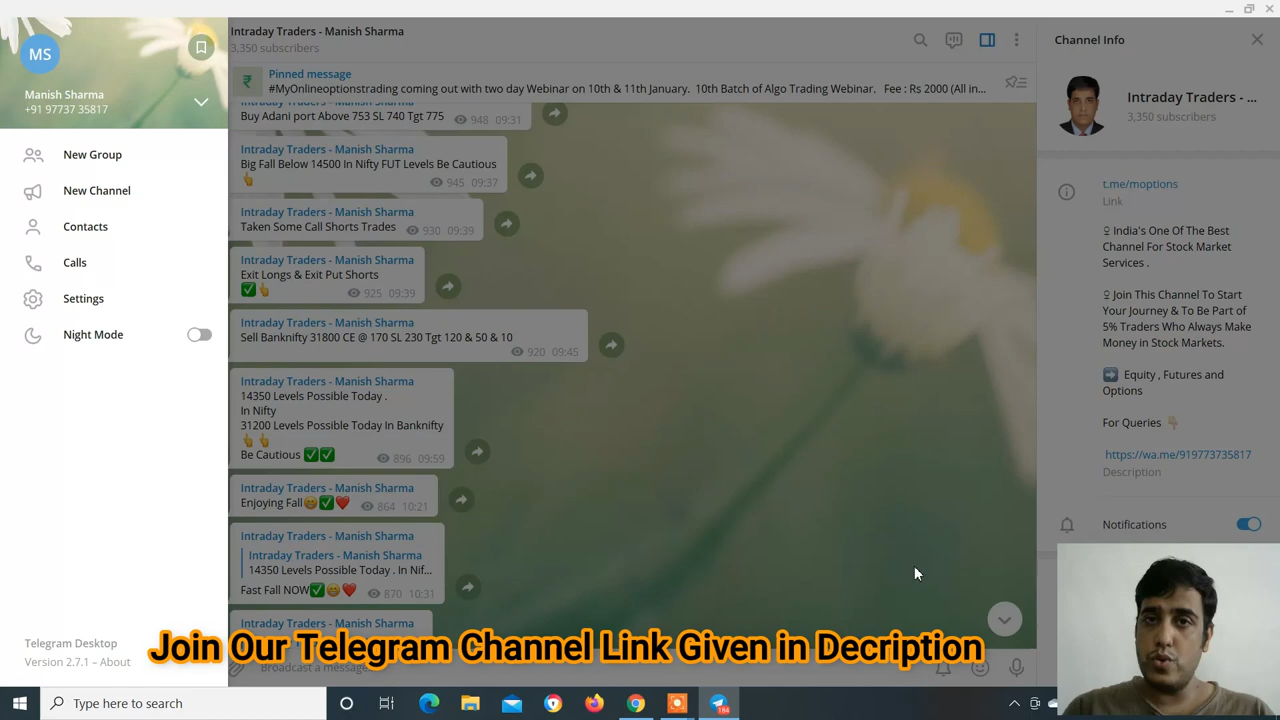 MS
Manish Sharma
+91 97737 35817
New Group
New Channel
Contacts
Calls
Settings
Night Mode
Telegram Desktop
Version 2.7.1 – About
Intraday Traders - Manish Sharma
3,350 subscribers
Pinned message
#MyOnlineoptionstrading coming out with two day Webinar on 10th & 11th January. 10th Batch of Algo Trading Webinar. Fee : Rs 2000 (All in...
Intraday Traders - Manish Sharma
Buy Adani port Above 753 SL 740 Tgt 775 948 09:31
Intraday Traders - Manish Sharma
Big Fall Below 14500 In Nifty FUT Levels Be Cautious
👆 945 09:37
Intraday Traders - Manish Sharma
Taken Some Call Shorts Trades 930 09:39
Intraday Traders - Manish Sharma
Exit Longs & Exit Put Shorts
✅👆 925 09:39
Intraday Traders - Manish Sharma
Sell Banknifty 31800 CE @ 170 SL 230 Tgt 120 & 50 & 10
920 09:45
Intraday Traders - Manish Sharma
14350 Levels Possible Today .
In Nifty
31200 Levels Possible Today In Banknifty
👆👆
Be Cautious ✅✅ 896 09:59
Intraday Traders - Manish Sharma
Enjoying Fall😁✅❤️ 864 10:21
Intraday Traders - Manish Sharma
Intraday Traders - Manish Sharma
14350 Levels Possible Today . In Nif...
Fast Fall NOW✅😁❤️ 870 10:31
Intraday Traders - Manish Sharma
Broadcast a message...
Channel Info
Intraday Traders - ...
3,350 subscribers
t.me/moptions
Link
India's One Of The Best
Channel For Stock Market
Services .
Join This Channel To Start
Your Journey & To Be Part of
5% Traders Who Always Make
Money in Stock Markets.
➡️ Equity , Futures and
Options
For Queries 👇🏻
https://wa.me/919773735817
Description
Notifications
Join Our Telegram Channel Link Given in Decription
Type here to search
186